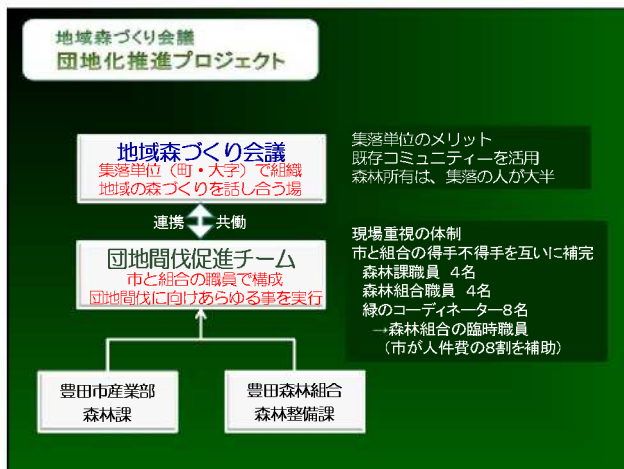 地域森づくり会議
団地化推進プロジェクト
地域森づくり会議
集落単位（町・大字）で組織
地域の森づくりを話し合う場
集落単位のメリット
既存コミュニティーを活用
森林所有は、集落の人が大半
連携 共働
団地間伐促進チーム
市と組合の職員で構成
団地間伐に向けあらゆる事を実行
現場重視の体制
市と組合の得手不得手を互いに補完
森林課職員 4名
森林組合職員 4名
緑のコーディネーター8名
→森林組合の臨時職員
（市が人件費の8割を補助）
豊田市産業部
森林課
豊田森林組合
森林整備課